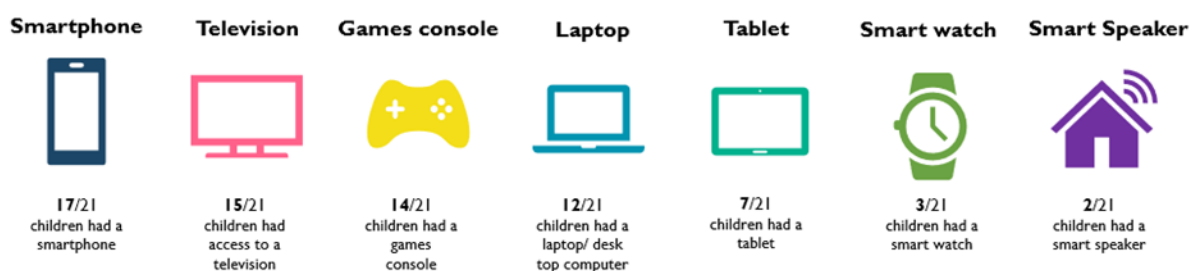 Smartphone
Television
Games console
Laptop
Tablet
Smart watch
Smart Speaker
17/21
children had a
smartphone
15/21
children had
access to a
television
14/21
children had a
games
console
12/21
children had a
laptop/ desk
top computer
7/21
children had a
tablet
3/21
children had a
smart watch
2/21
children had a
smart speaker